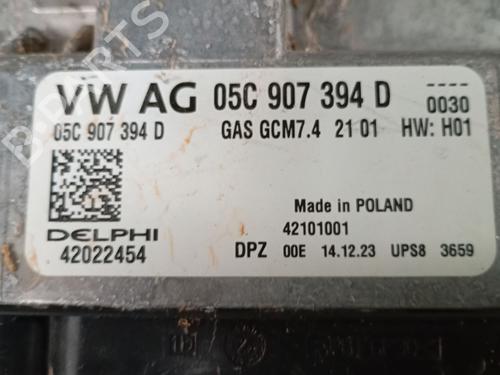 VW AG 05C 907 394 D 0030
05C 907 394 D GAS GCM7.4 21 01 HW: H01
Made in POLAND
DELPHI 42101001
42022454 DPZ 00E 14.12.23 UPS8 3659